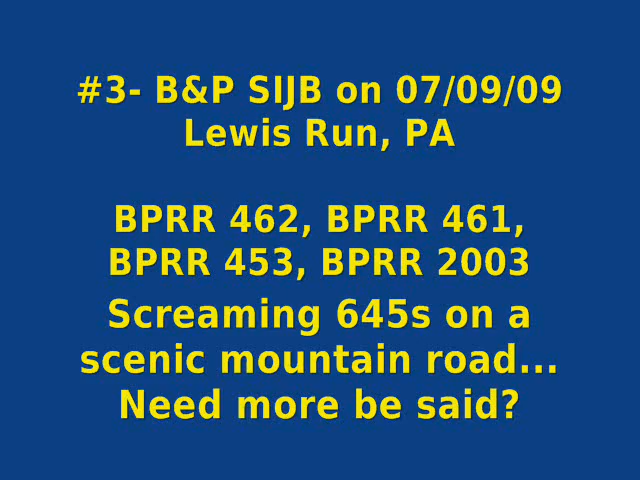 #3- B&P SIJB on 07/09/09
Lewis Run, PA
BPRR 462, BPRR 461,
BPRR 453, BPRR 2003
Screaming 645s on a
scenic mountain road...
Need more be said?